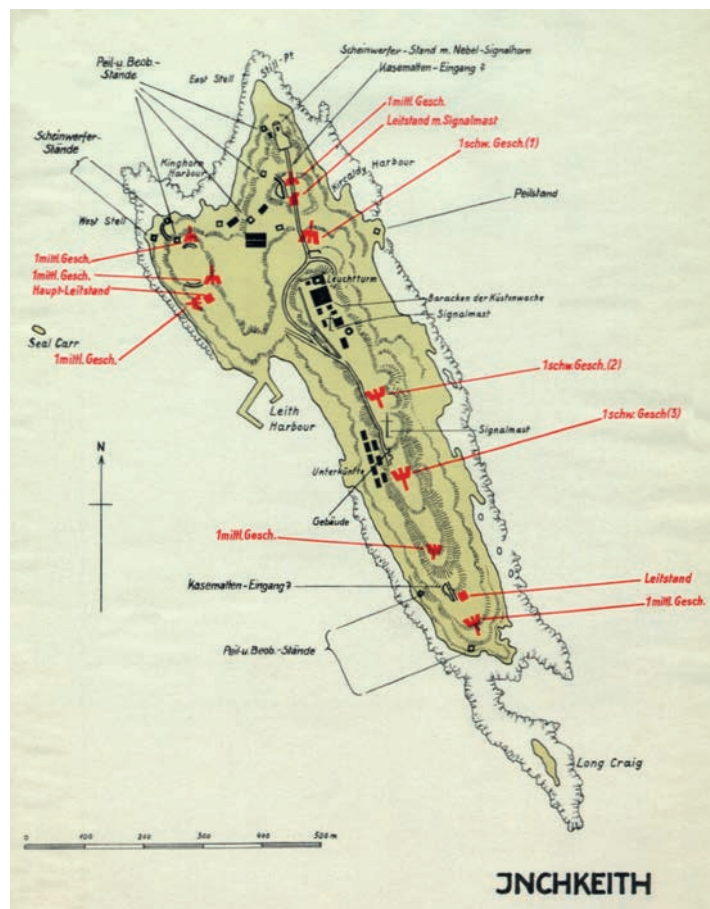 Scheinwerfer-Stand m. Nebel-Signalhorn
Kasematten-Eingang?
Peil-u. Beob.-
Stände
East Stell
Still-Pt
1 mittl. Gesch.
Leitstand m. Signalmast
1 schw. Gesch. (1)
Scheinwerfer-
Stände
Kinghorn
Harbour
Kircaldy Harbour
Peilstand
West Stell
1 mittl. Gesch.
1 mittl. Gesch.
Haupt-Leitstand
Leuchtturm
Baracken der Küstenwache
Signalmast
Seal Carr
1 mittl. Gesch.
1 schw. Gesch. (2)
Leith
Harbour
1 schw. Gesch (3)
Signalmast
N
Unterkünfte
Gebäude
1 mittl. Gesch.
Kasematten-Eingang?
Leitstand
1 mittl. Gesch.
Peil u. Beob.-Stände
Long Craig
0 100 200 300 400 500 m
JNCHKEITH